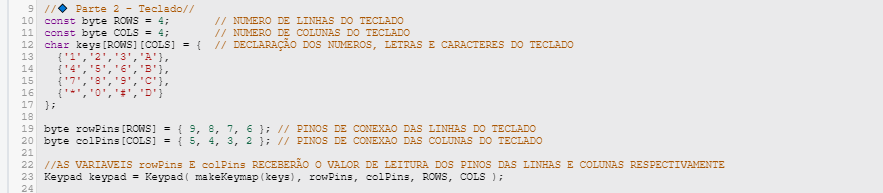 9 //🔷 Parte 2 - Teclado//
10 const byte ROWS = 4; // NUMERO DE LINHAS DO TECLADO
11 const byte COLS = 4; // NUMERO DE COLUNAS DO TECLADO
12 char keys[ROWS][COLS] = { // DECLARAÇÃO DOS NUMEROS, LETRAS E CARACTERES DO TECLADO
13 {'1','2','3','A'},
14 {'4','5','6','B'},
15 {'7','8','9','C'},
16 {'*','0','#','D'}
17 };
18
19 byte rowPins[ROWS] = { 9, 8, 7, 6 }; // PINOS DE CONEXAO DAS LINHAS DO TECLADO
20 byte colPins[COLS] = { 5, 4, 3, 2 }; // PINOS DE CONEXAO DAS COLUNAS DO TECLADO
21
22 //AS VARIAVEIS rowPins E colPins RECEBERÃO O VALOR DE LEITURA DOS PINOS DAS LINHAS E COLUNAS RESPECTIVAMENTE
23 Keypad keypad = Keypad( makeKeymap(keys), rowPins, colPins, ROWS, COLS );
24